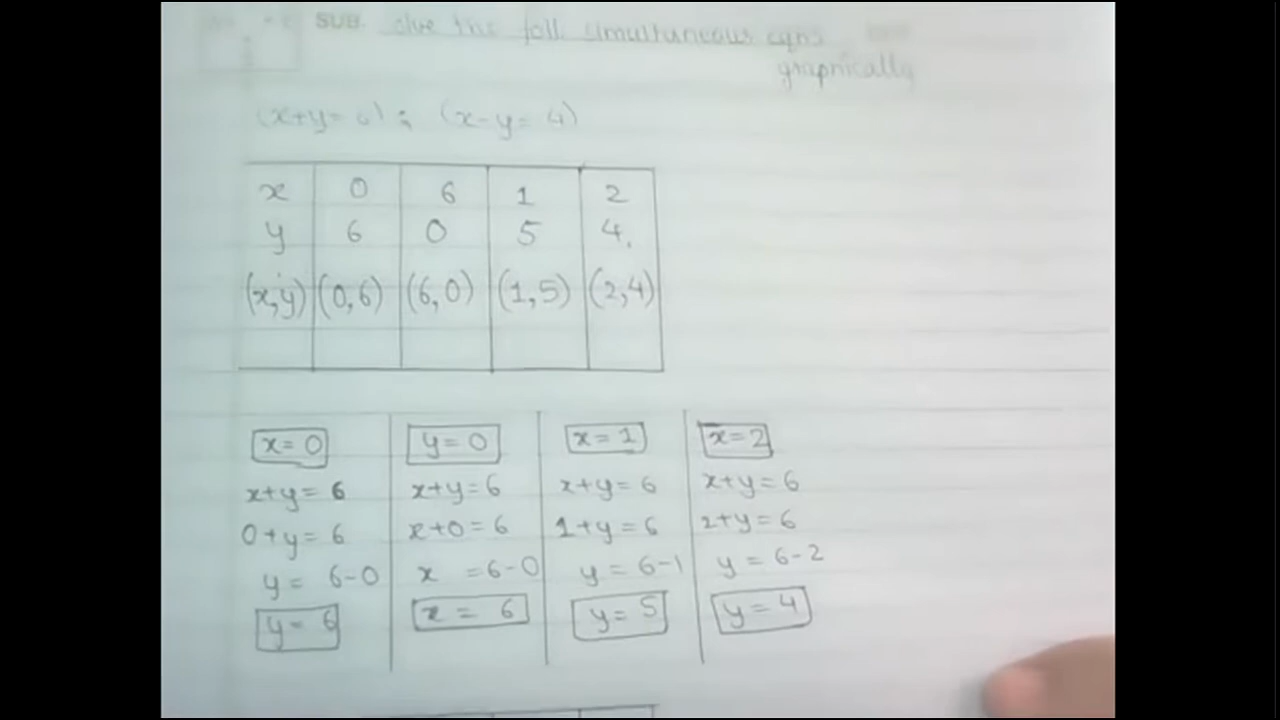 SUB. olve the foll. simultaneous eqns
graphically
(x+y=6) ; (x-y=4)
x 0 6 1 2
y 6 0 5 4.
(x,y) (0,6) (6,0) (1,5) (2,4)
x=0 y=0 x=1 x=2
x+y=6 x+y=6 x+y=6 x+y=6
0+y=6 x+0=6 1+y=6 2+y=6
y= 6-0 x =6-0 y=6-1 y = 6-2
y= 6 x = 6 y=5 y=4